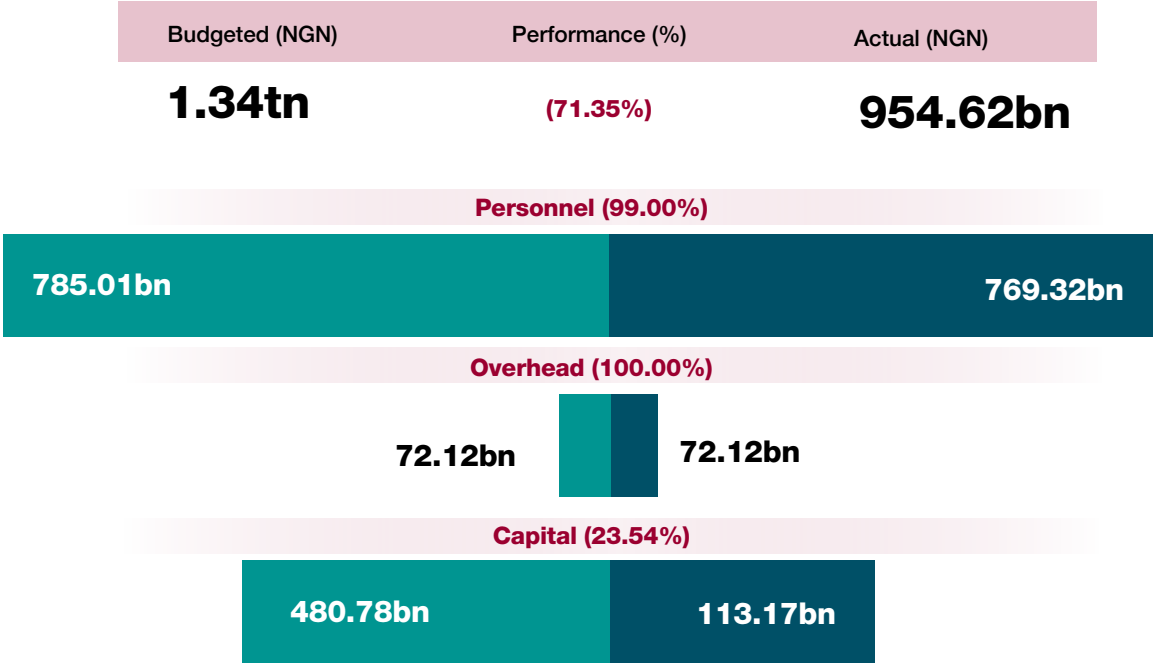 Budgeted (NGN) Performance (%) Actual (NGN)
1.34tn (71.35%) 954.62bn
Personnel (99.00%)
785.01bn 769.32bn
Overhead (100.00%)
72.12bn 72.12bn
Capital (23.54%)
480.78bn 113.17bn